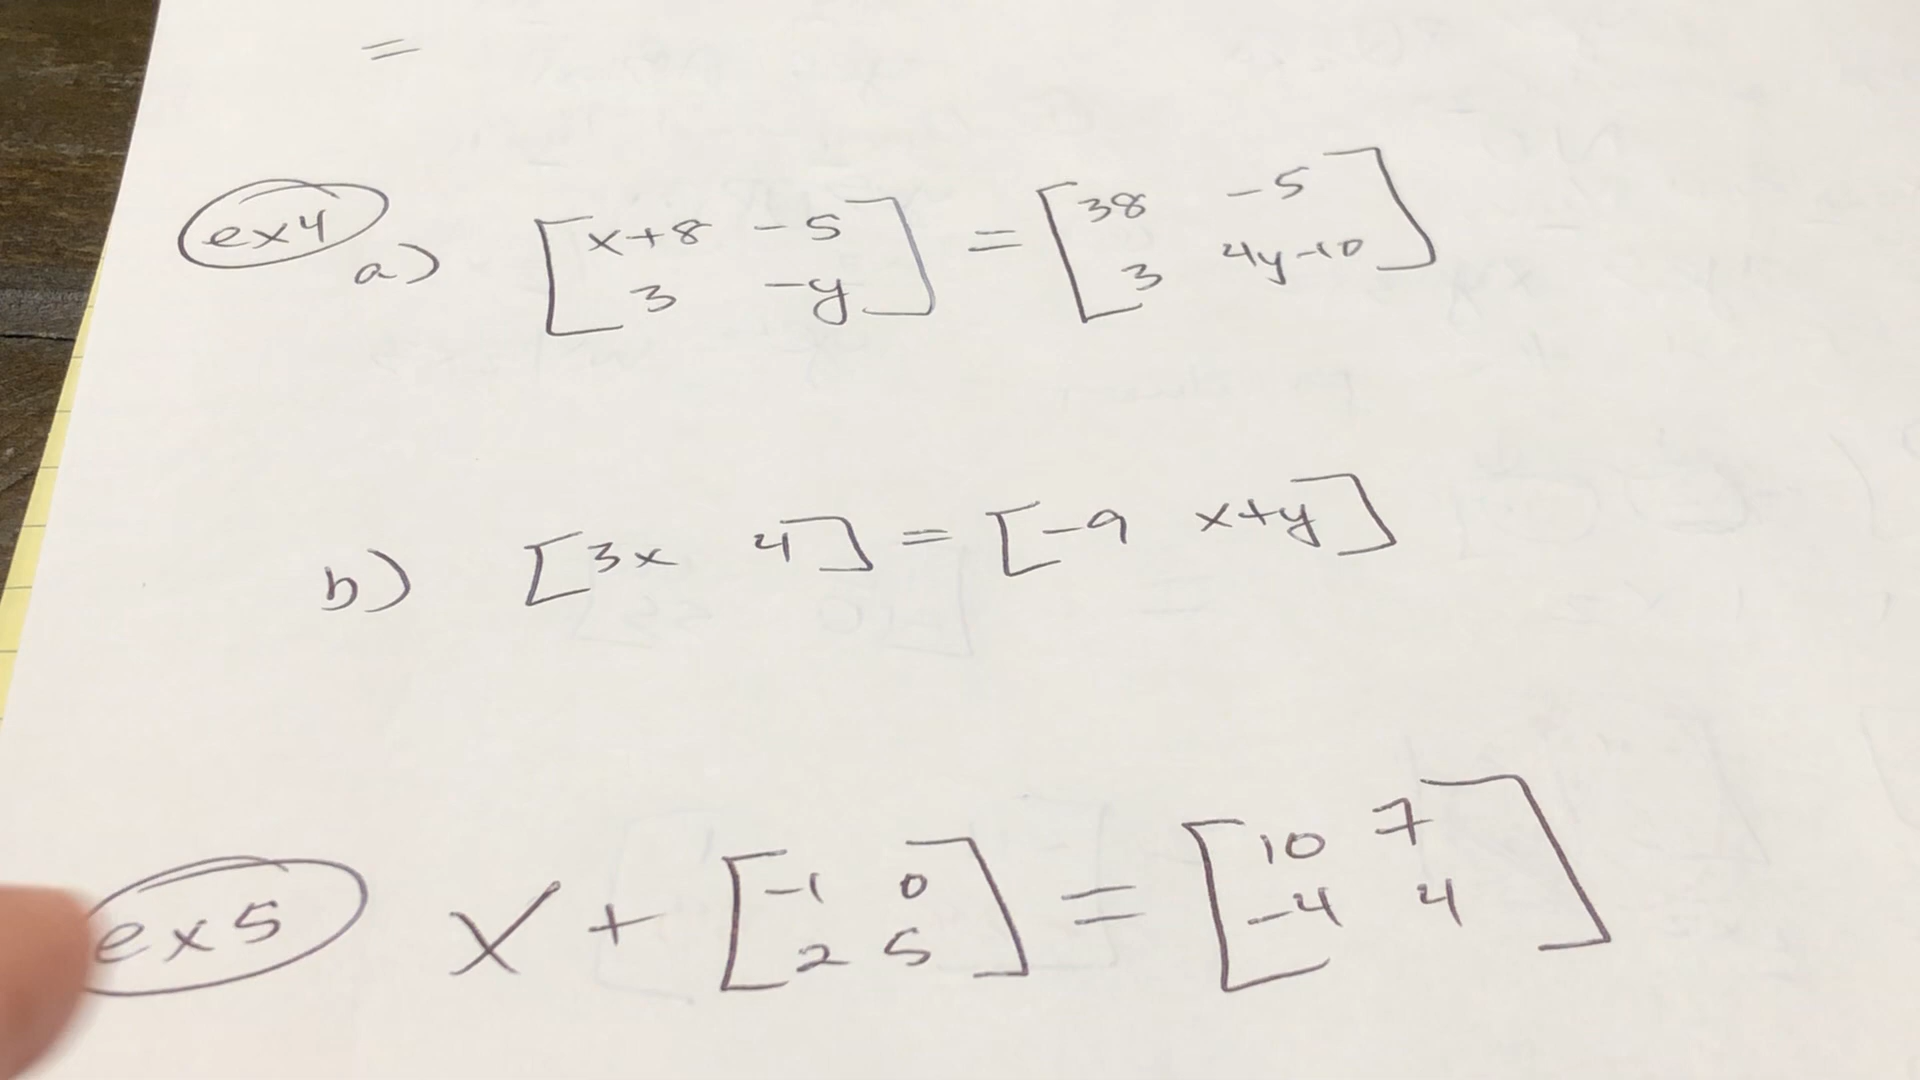 =
ex4
a) [x+8 -5] = [38 -5]
[3 -y] [3 4y-10]
b) [3x 4] = [-9 x+y]
ex5 X + [-1 0] = [10 7]
[2 5] [-4 4]